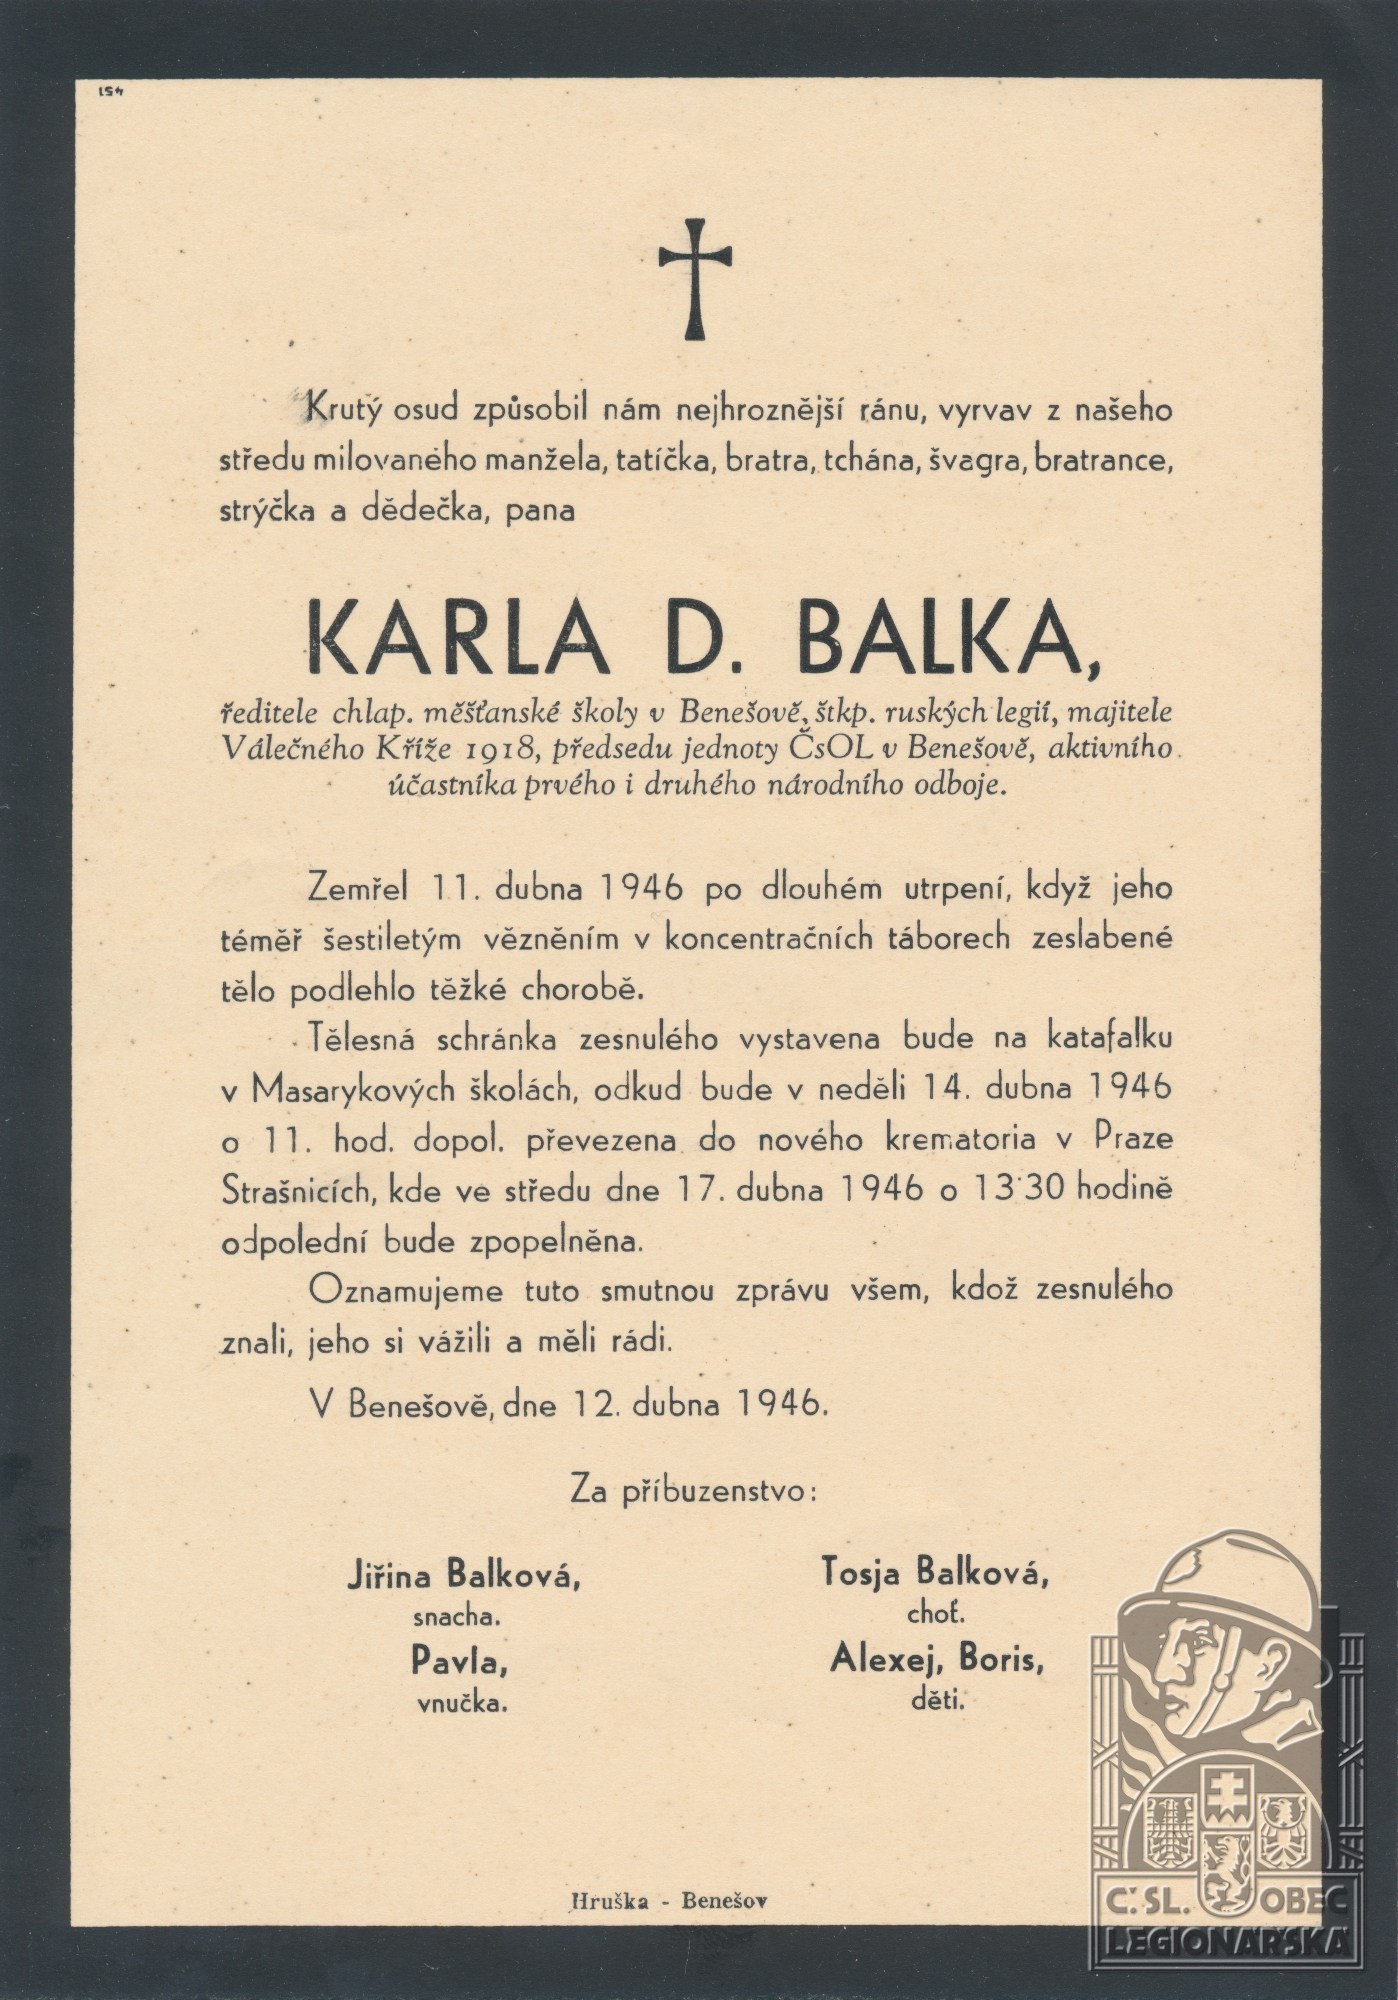 451
Krutý osud způsobil nám nejhroznější ránu, vyrvav z našeho
středu milovaného manžela, tatíčka, bratra, tchána, švagra, bratrance,
strýčka a dědečka, pana
KARLA D. BALKA,
ředitele chlap. měšťanské školy v Benešově, štkp. ruských legií, majitele
Válečného Kříže 1918, předsedu jednoty ČsOL v Benešově, aktivního
účastníka prvého i druhého národního odboje.
Zemřel 11. dubna 1946 po dlouhém utrpení, když jeho
téměř šestiletým vězněním v koncentračních táborech zeslabené
tělo podlehlo těžké chorobě.
Tělesná schránka zesnulého vystavena bude na katafalku
v Masarykových školách, odkud bude v neděli 14. dubna 1946
o 11. hod. dopol. převezena do nového krematoria v Praze
Strašnicích, kde ve středu dne 17. dubna 1946 o 13·30 hodině
odpolední bude zpopelněna.
Oznamujeme tuto smutnou zprávu všem, kdož zesnulého
znali, jeho si vážili a měli rádi.
V Benešově, dne 12. dubna 1946.
Za příbuzenstvo:
Jiřina Balková,
snacha.
Pavla,
vnučka.
Tosja Balková,
choť.
Alexej, Boris,
děti.
Hruška - Benešov
Č.SL. OBEC
LEGIONÁŘSKÁ